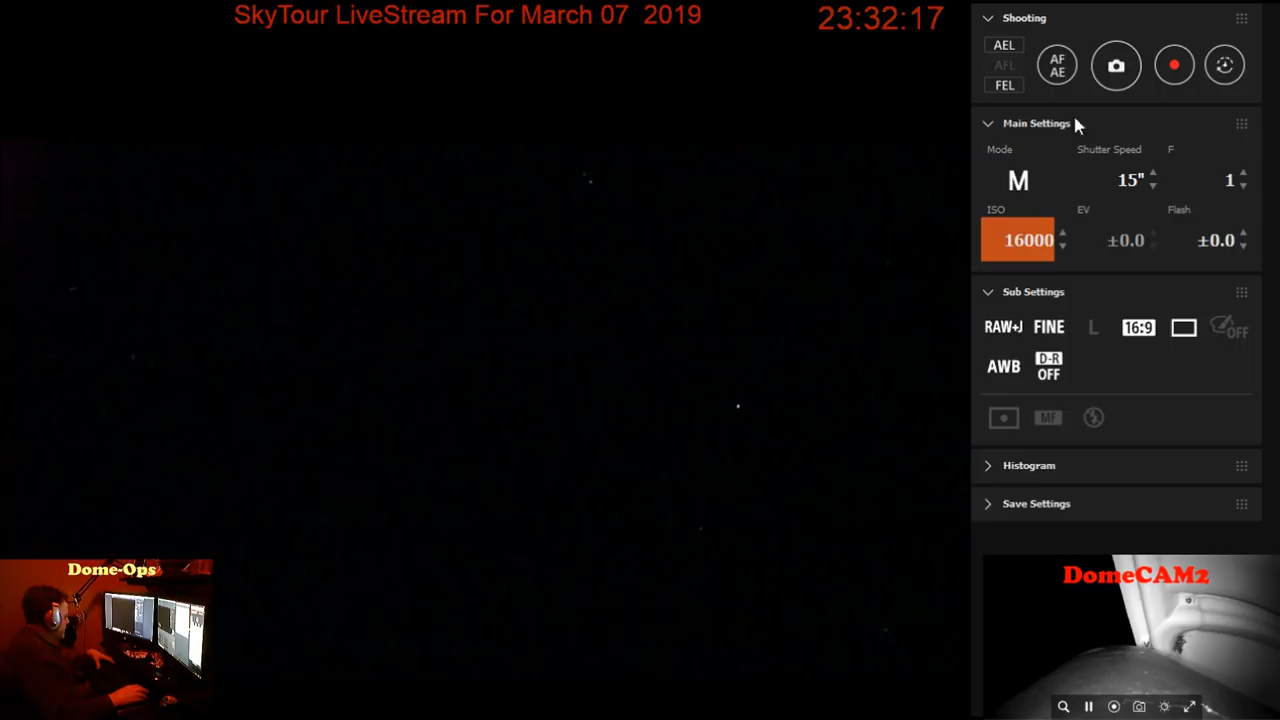 SkyTour LiveStream For March 07 2019
23:32:17
Shooting
AEL
AFL
FEL
AF
AE
Main Settings
Mode
Shutter Speed
F
M
15"
1
ISO
EV
Flash
16000
±0.0
±0.0
Sub Settings
RAW+J
FINE
L
16:9
OFF
AWB
D-R
OFF
MF
Histogram
Save Settings
Dome-Ops
DomeCAM2